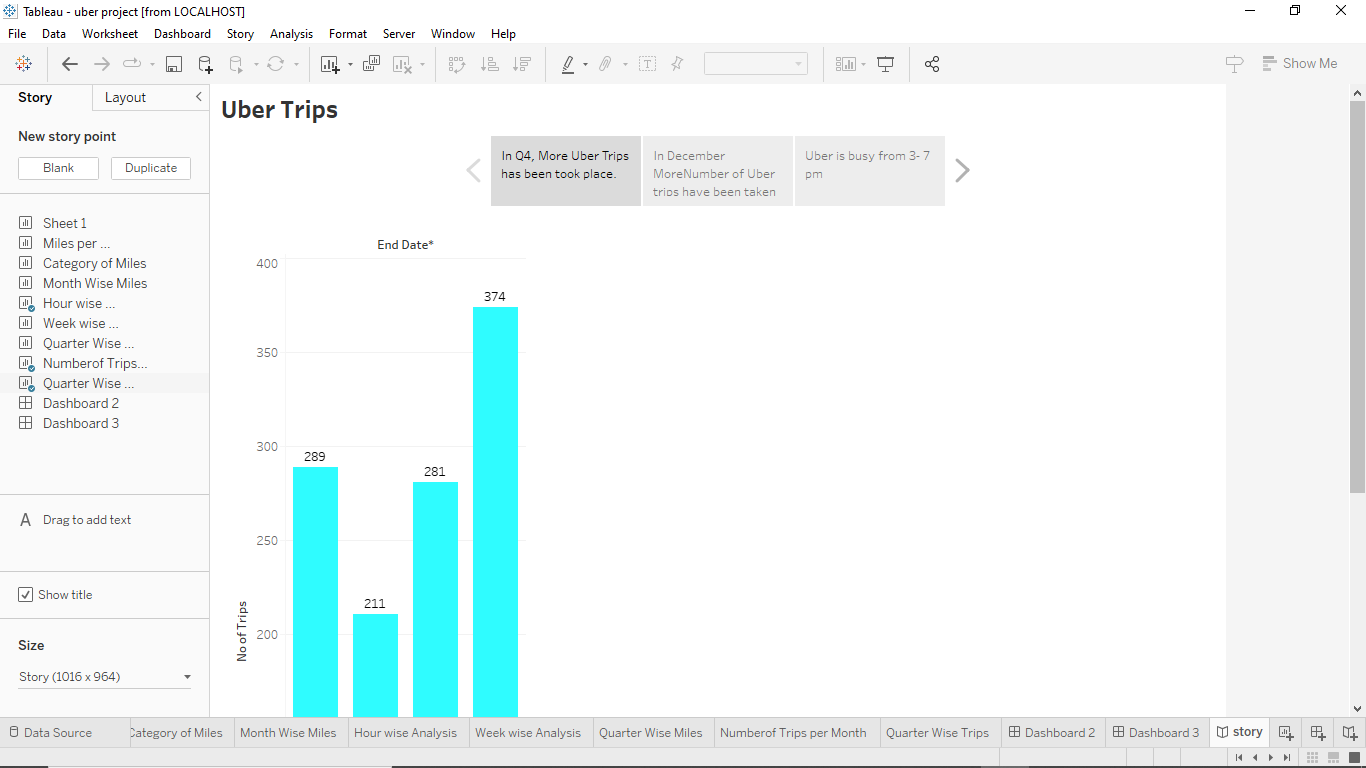 Tableau - uber project [from LOCALHOST]
File Data Worksheet Dashboard Story Analysis Format Server Window Help
Show Me
Story Layout
New story point
Blank Duplicate
Sheet 1
Miles per ...
Category of Miles
Month Wise Miles
Hour wise ...
Week wise ...
Quarter Wise ...
Numberof Trips...
Quarter Wise ...
Dashboard 2
Dashboard 3
A Drag to add text
Show title
Size
Story (1016 x 964)
Uber Trips
In Q4, More Uber Trips
has been took place.
In December
MoreNumber of Uber
trips have been taken
Uber is busy from 3- 7
pm
End Date*
400
350
300
250
200
No of Trips
289
211
281
374
Data Source Category of Miles Month Wise Miles Hour wise Analysis Week wise Analysis Quarter Wise Miles Numberof Trips per Month Quarter Wise Trips Dashboard 2 Dashboard 3 story